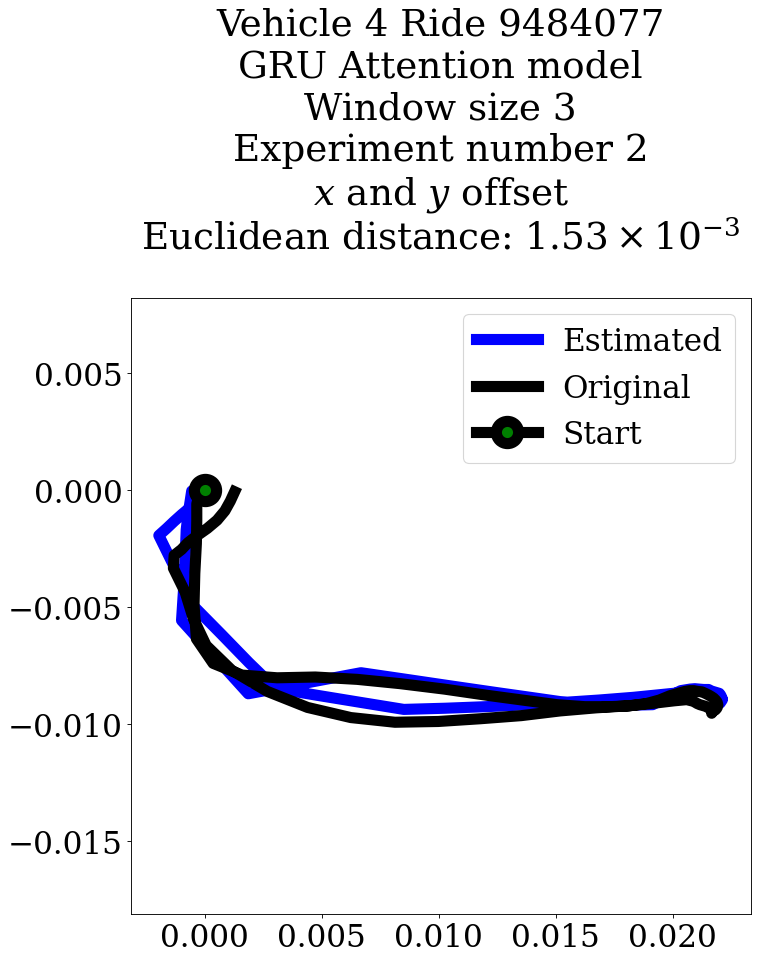 Vehicle 4 Ride 9484077
GRU Attention model
Window size 3
Experiment number 2
x and y offset
Euclidean distance: 1.53 × 10⁻³
Estimated
Original
Start
0.005
0.000
−0.005
−0.010
−0.015
0.000 0.005 0.010 0.015 0.020